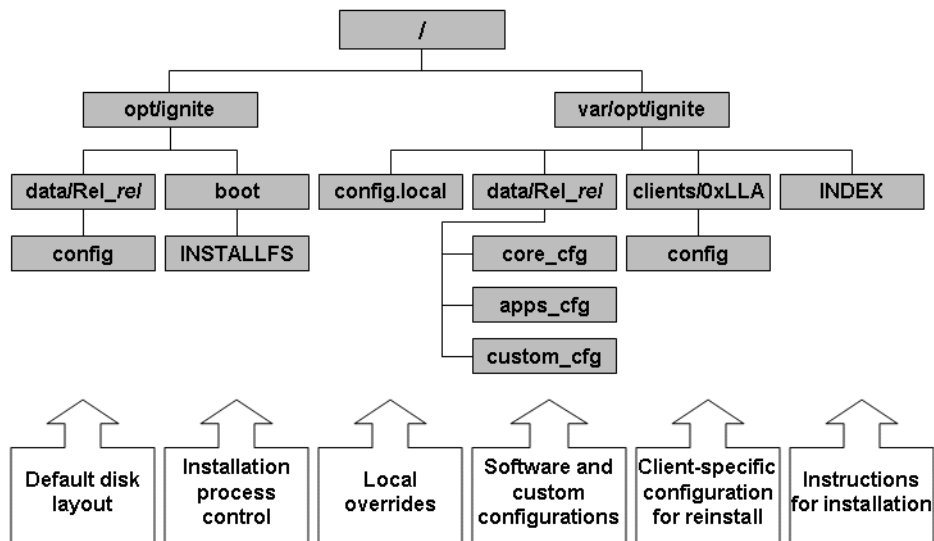 /
opt/ignite
var/opt/ignite
data/Rel_rel
boot
config.local
data/Rel_rel
clients/0xLLA
INDEX
config
INSTALLFS
core_cfg
config
apps_cfg
custom_cfg
Default disk
layout
Installation
process
control
Local
overrides
Software and
custom
configurations
Client-specific
configuration
for reinstall
Instructions
for installation